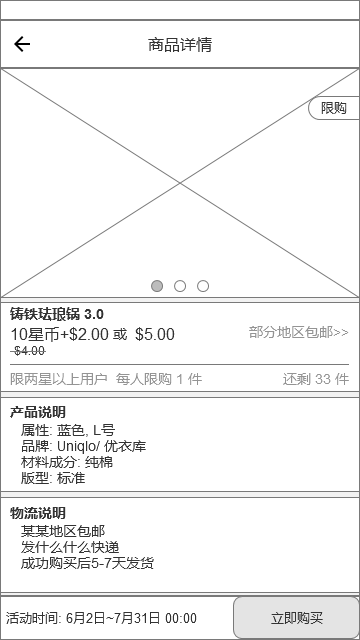 商品详情
限购
铸铁珐琅锅 3.0
10星币+$2.00 或 $5.00
部分地区包邮>>
$4.00
限两星以上用户 每人限购 1 件
还剩 33 件
产品说明
属性: 蓝色, L号
品牌: Uniqlo/ 优衣库
材料成分: 纯棉
版型: 标准
物流说明
某某地区包邮
发什么什么快递
成功购买后5-7天发货
活动时间: 6月2日~7月31日 00:00
立即购买